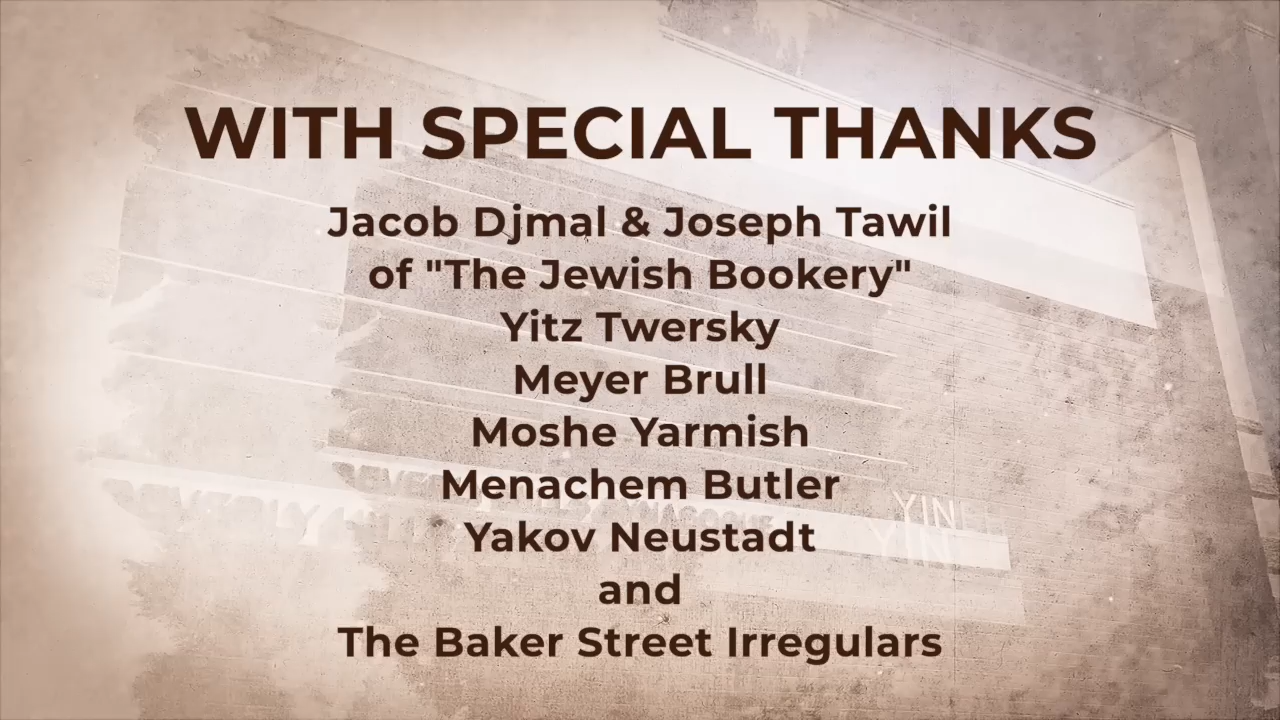 WITH SPECIAL THANKS
Jacob Djmal & Joseph Tawil
of "The Jewish Bookery"
Yitz Twersky
Meyer Brull
Moshe Yarmish
Menachem Butler
Yakov Neustadt
and
The Baker Street Irregulars